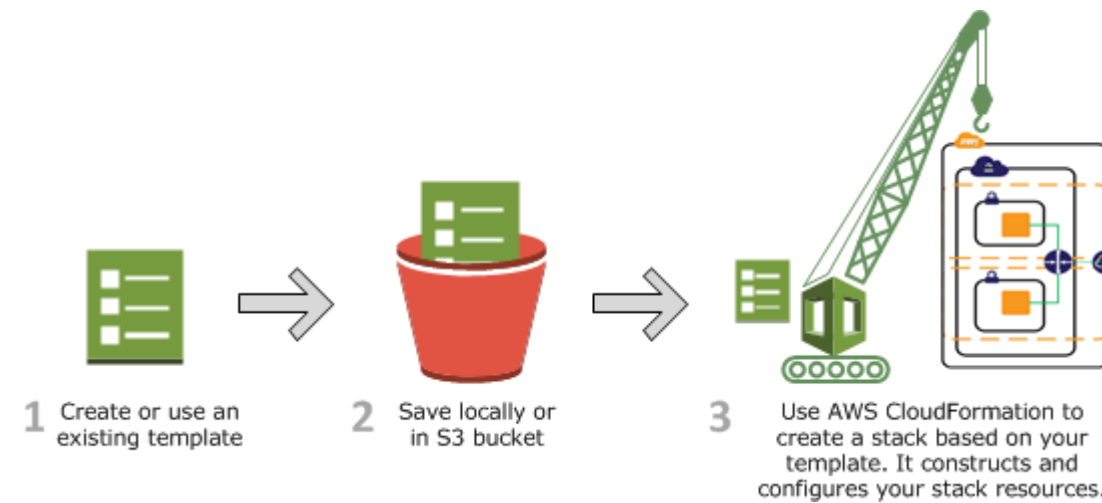 aws
1 Create or use an
existing template
2 Save locally or
in S3 bucket
3 Use AWS CloudFormation to
create a stack based on your
template. It constructs and
configures your stack resources.